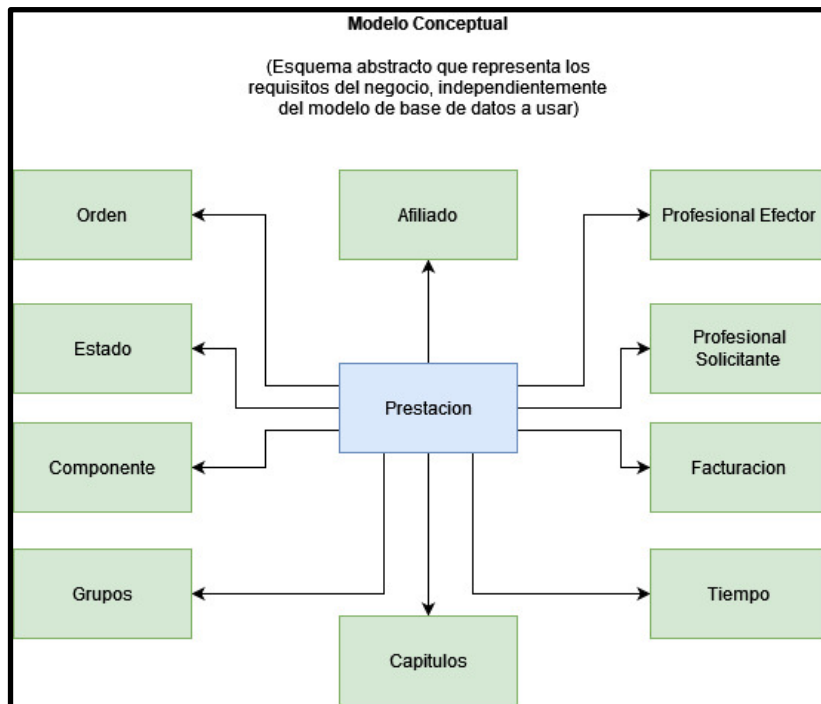 Modelo Conceptual
(Esquema abstracto que representa los
requisitos del negocio, independientemente
del modelo de base de datos a usar)
Orden
Afiliado
Profesional Efector
Estado
Profesional
Solicitante
Prestacion
Componente
Facturacion
Grupos
Tiempo
Capitulos